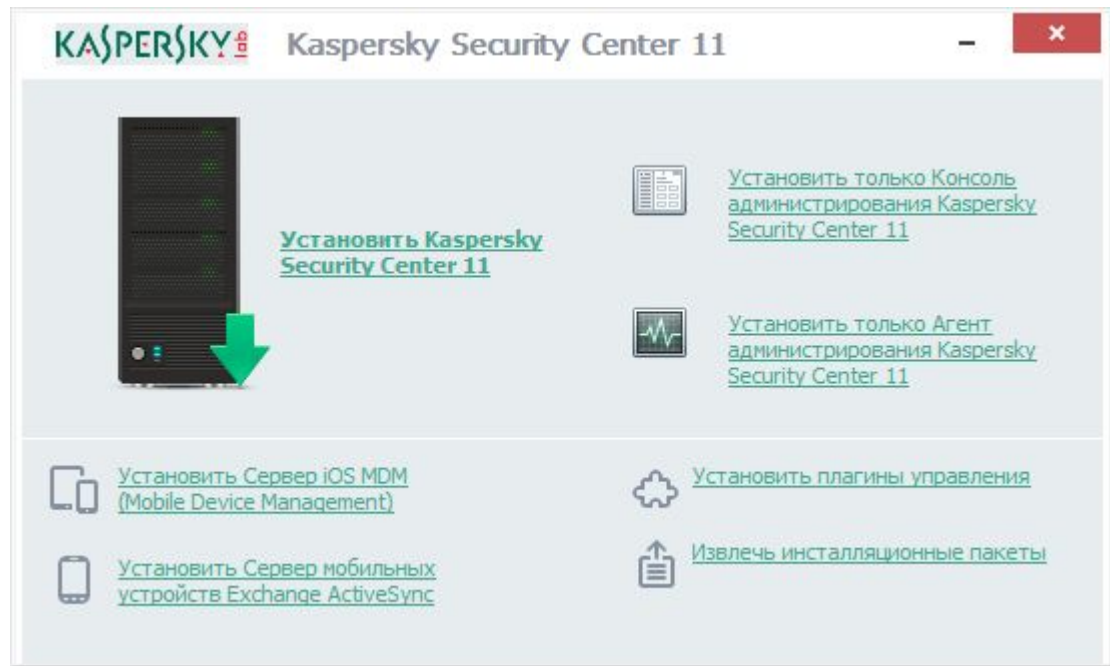 KASPERSKY lab
Kaspersky Security Center 11
Установить Kaspersky
Security Center 11
Установить только Консоль
администрирования Kaspersky
Security Center 11
Установить только Агент
администрирования Kaspersky
Security Center 11
Установить Сервер iOS MDM
(Mobile Device Management)
Установить Сервер мобильных
устройств Exchange ActiveSync
Установить плагины управления
Извлечь инсталляционные пакеты